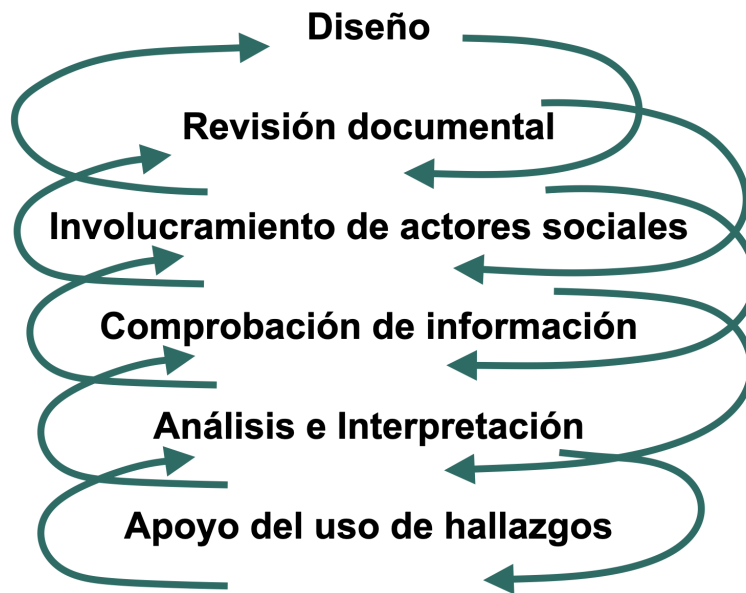 Diseño
Revisión documental
Involucramiento de actores sociales
Comprobación de información
Análisis e Interpretación
Apoyo del uso de hallazgos